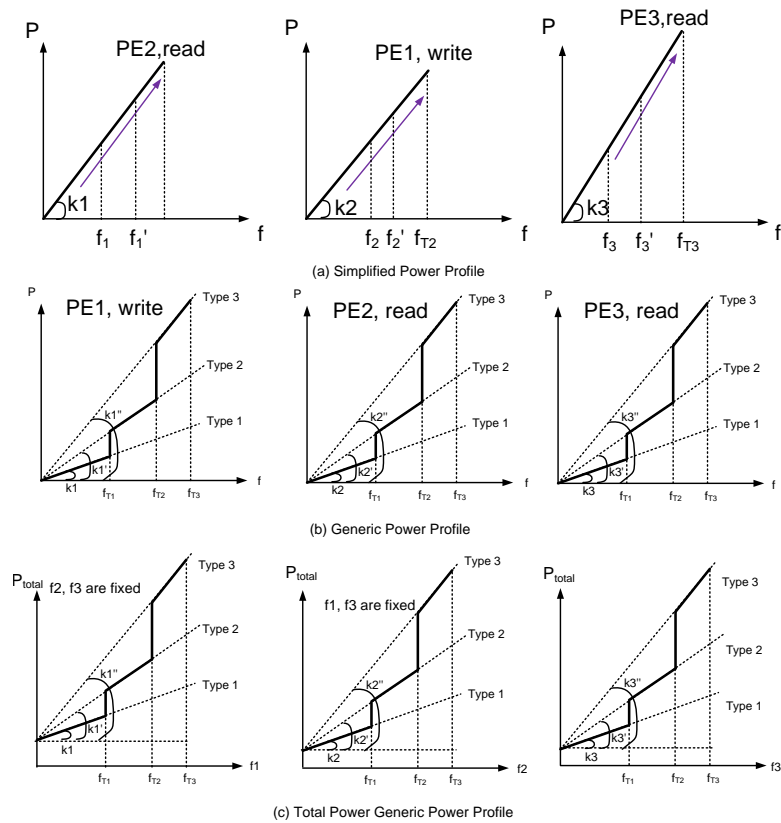 P
PE2,read
k1
f1
f1'
f
P
PE1, write
k2
f2
f2'
fT2
f
P
PE3,read
k3
f3
f3'
fT3
f
(a) Simplified Power Profile
P
PE1, write
Type 3
Type 2
Type 1
k1''
k1'
k1
fT1
fT2
fT3
f
P
PE2, read
Type 3
Type 2
Type 1
k2''
k2'
k2
fT1
fT2
fT3
f
P
PE3, read
Type 3
Type 2
Type 1
k3''
k3'
k3
fT1
fT2
fT3
f
(b) Generic Power Profile
Ptotal
f2, f3 are fixed
Type 3
Type 2
Type 1
k1''
k1'
k1
fT1
fT2
fT3
f1
Ptotal
f1, f3 are fixed
Type 3
Type 2
Type 1
k2''
k2'
k2
fT1
fT2
fT3
f2
Ptotal
Type 3
Type 2
Type 1
k3''
k3'
k3
fT1
fT2
fT3
f3
(c) Total Power Generic Power Profile